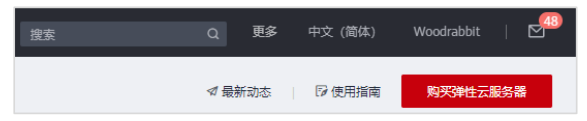 搜索 更多 中文（简体） Woodrabbit | 48
最新动态 | 使用指南 购买弹性云服务器